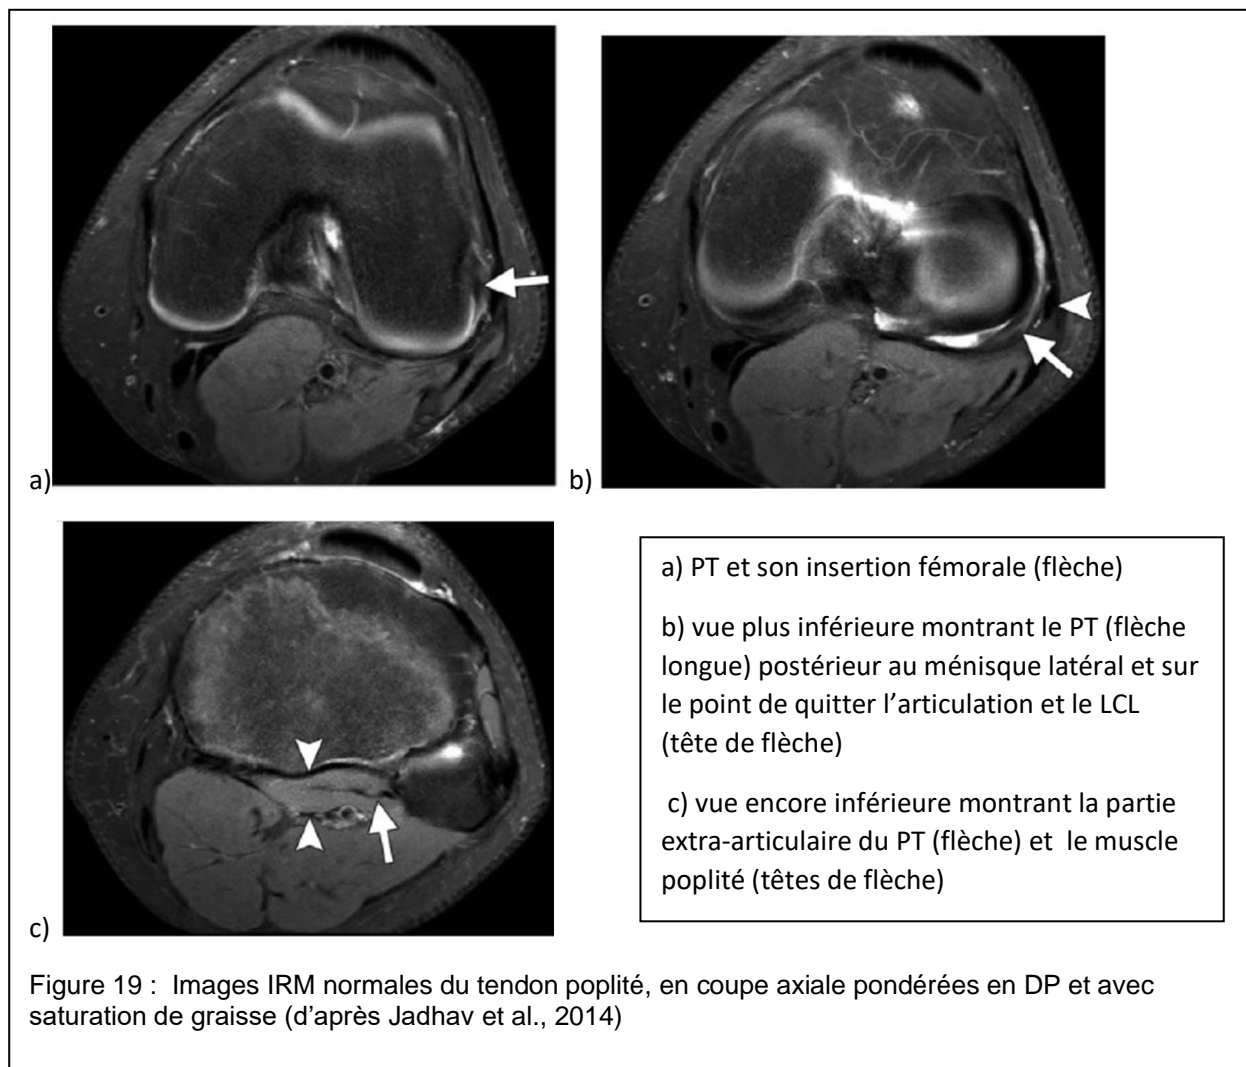 a)
b)
c)
a) PT et son insertion fémorale (flèche)
b) vue plus inférieure montrant le PT (flèche
longue) postérieur au ménisque latéral et sur
le point de quitter l’articulation et le LCL
(tête de flèche)
c) vue encore inférieure montrant la partie
extra-articulaire du PT (flèche) et le muscle
poplité (têtes de flèche)
Figure 19 : Images IRM normales du tendon poplité, en coupe axiale pondérées en DP et avec
saturation de graisse (d’après Jadhav et al., 2014)